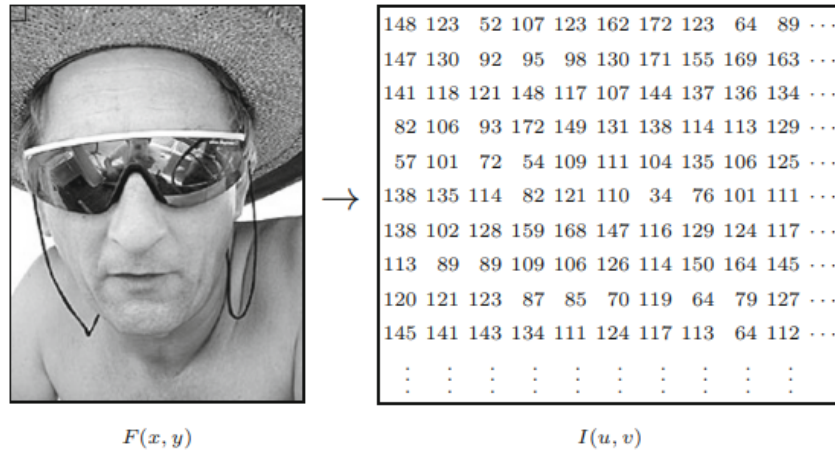 148 123 52 107 123 162 172 123 64 89 ···
147 130 92 95 98 130 171 155 169 163 ···
141 118 121 148 117 107 144 137 136 134 ···
82 106 93 172 149 131 138 114 113 129 ···
57 101 72 54 109 111 104 135 106 125 ···
→ 138 135 114 82 121 110 34 76 101 111 ···
138 102 128 159 168 147 116 129 124 117 ···
113 89 89 109 106 126 114 150 164 145 ···
120 121 123 87 85 70 119 64 79 127 ···
145 141 143 134 111 124 117 113 64 112 ···
⋮ ⋮ ⋮ ⋮ ⋮ ⋮ ⋮ ⋮ ⋮ ⋮
F(x, y) I(u, v)